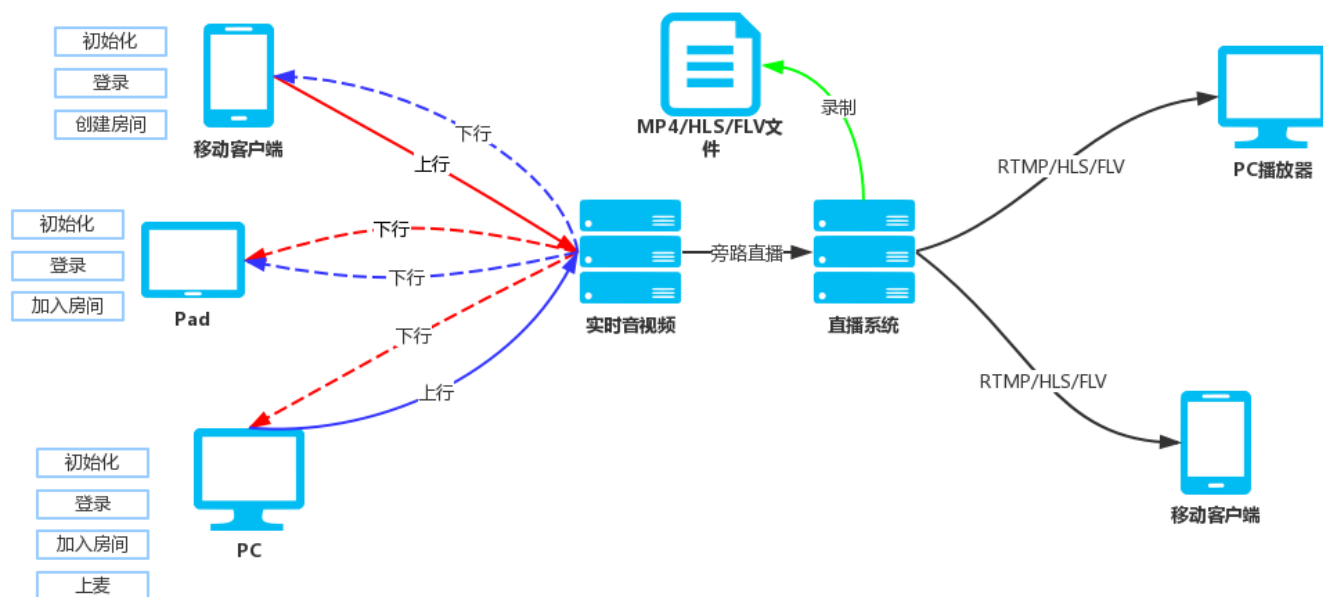 初始化
登录
创建房间
移动客户端
下行
上行
MP4/HLS/FLV文
件
录制
RTMP/HLS/FLV
PC播放器
初始化
登录
加入房间
Pad
下行
下行
下行
上行
实时音视频
旁路直播
直播系统
RTMP/HLS/FLV
移动客户端
初始化
登录
加入房间
上麦
PC